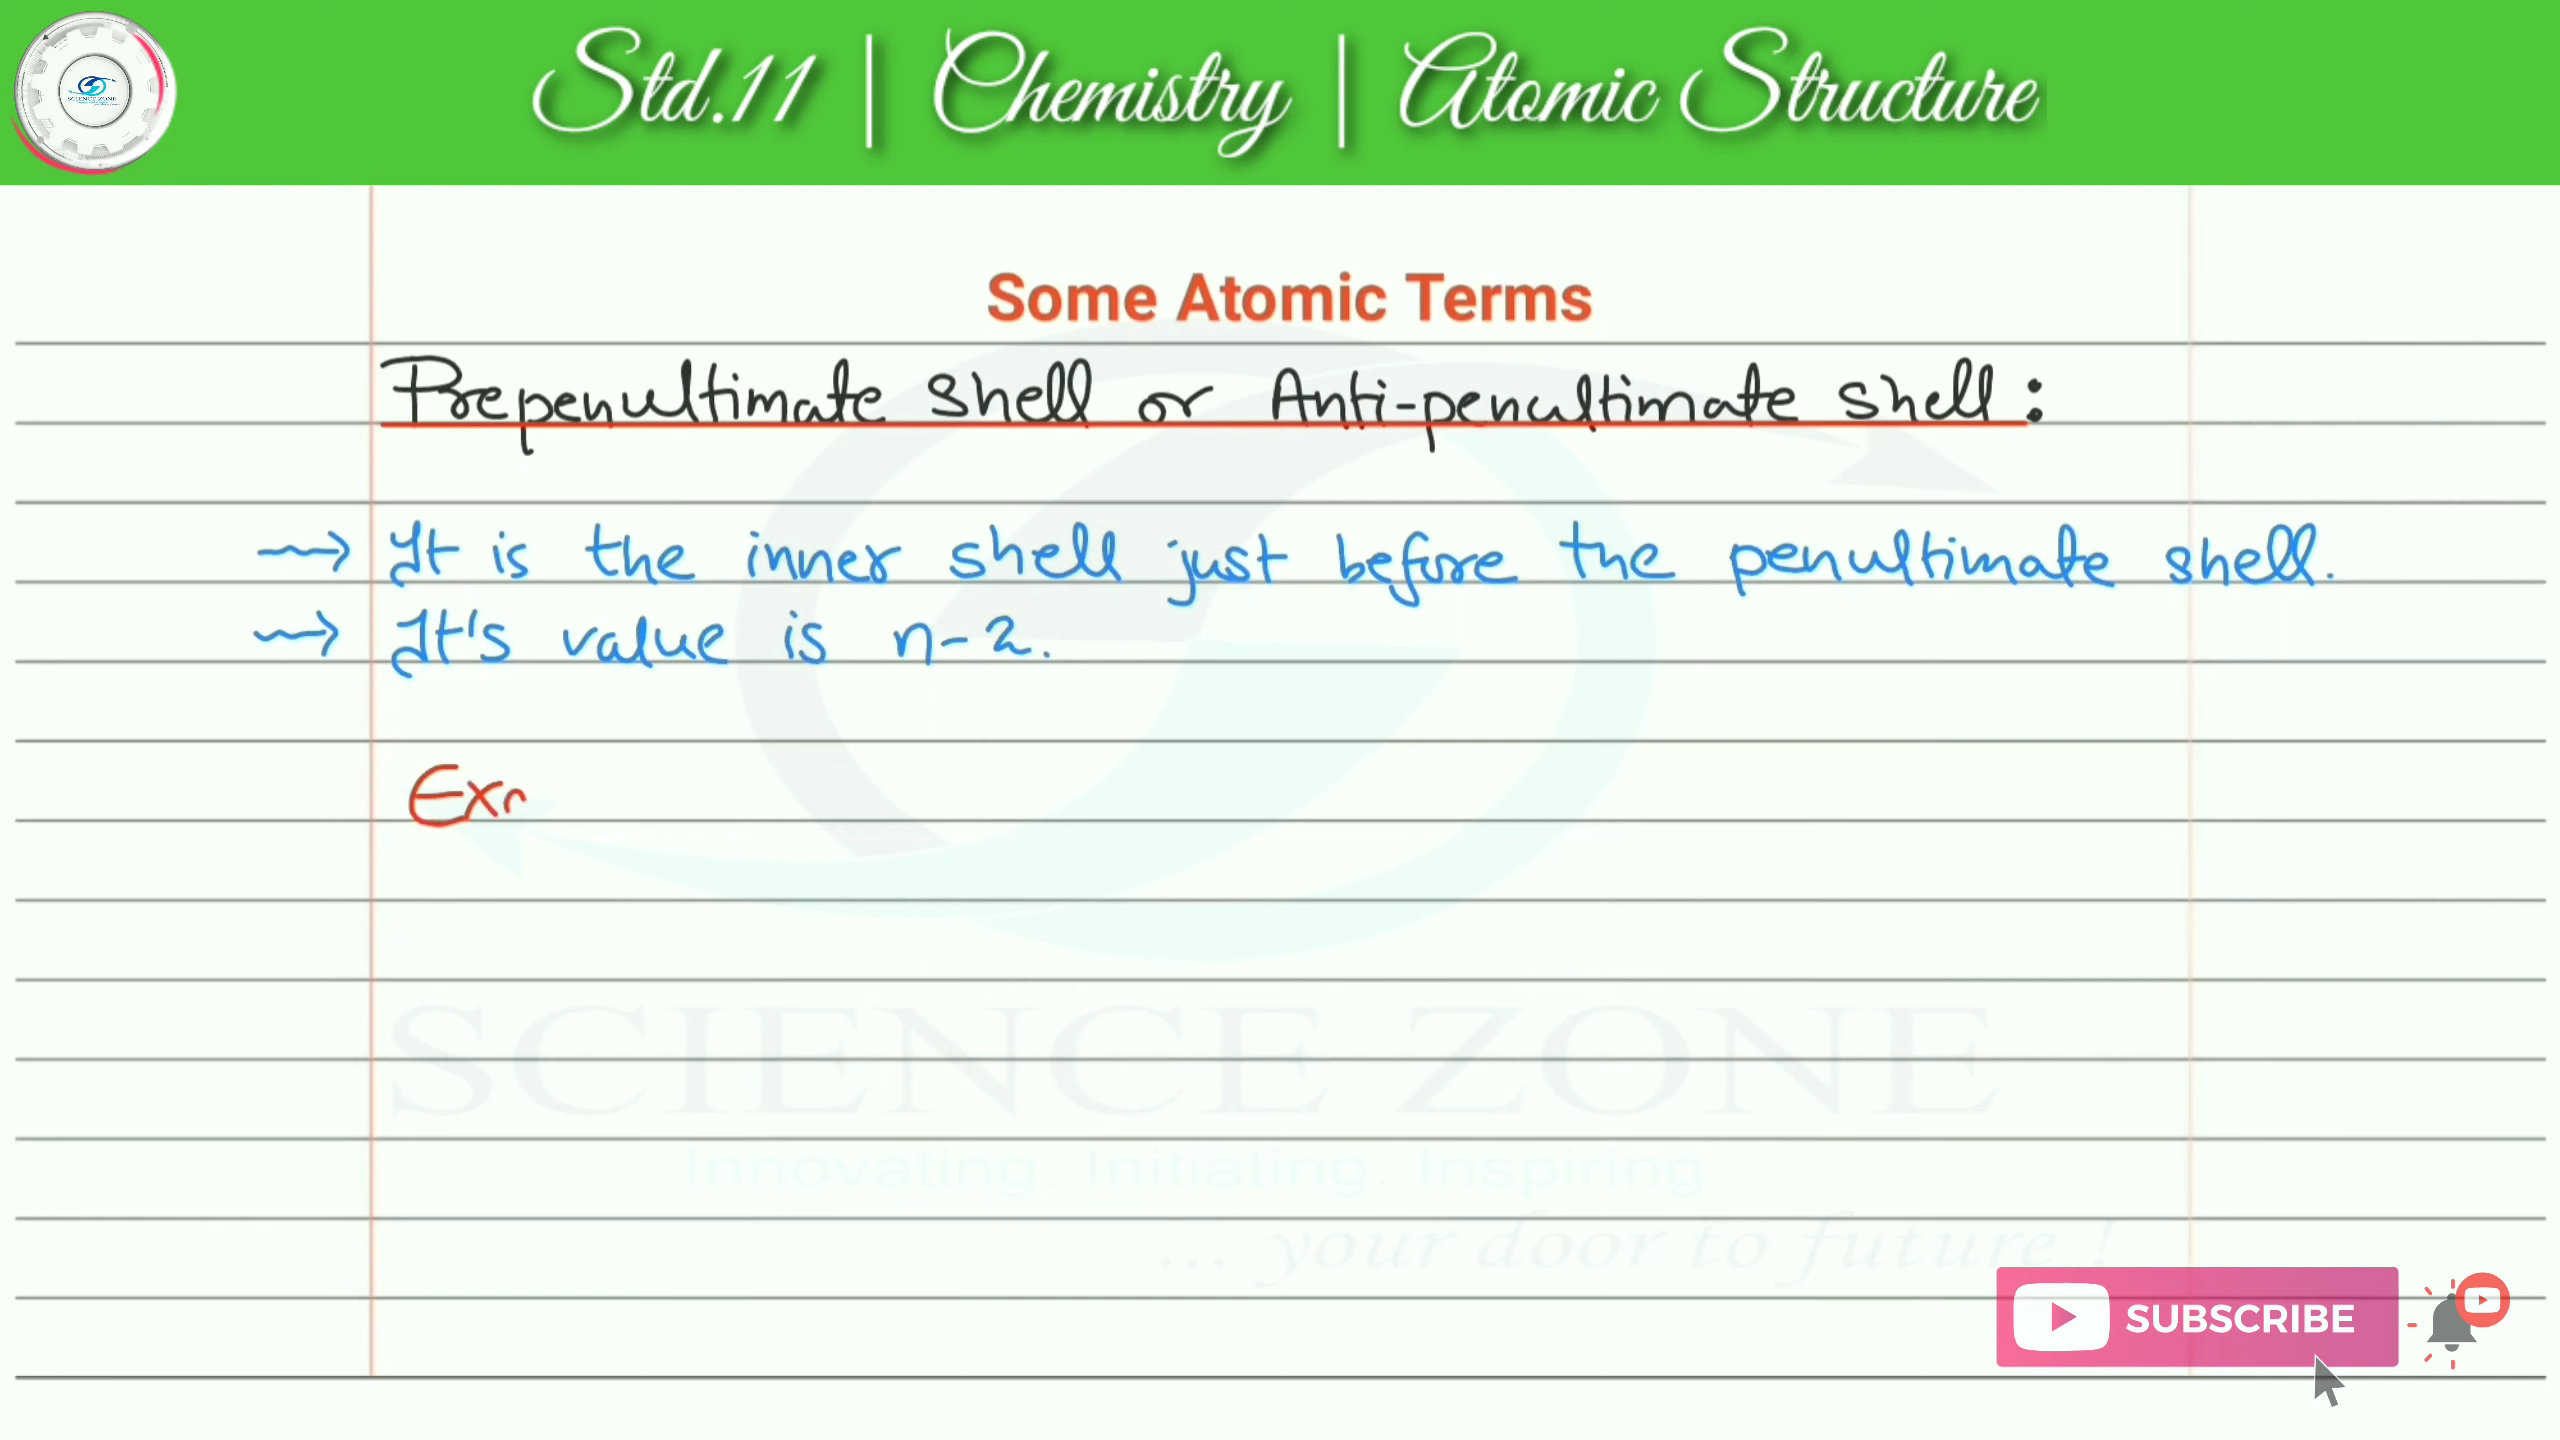 SCIENCE ZONE
Std.11 | Chemistry | Atomic Structure
Some Atomic Terms
Prepenultimate shell or Anti-penultimate shell :
→ It is the inner shell just before the penultimate shell.
→ It's value is n-2.
Exa
SCIENCE ZONE
Innovating. Initiating. Inspiring
... your door to future !
SUBSCRIBE